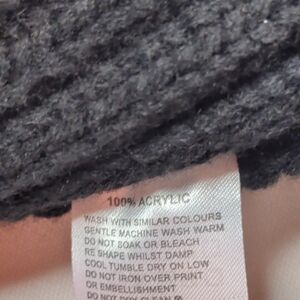 100% ACRYLIC
WASH WITH SIMILAR COLOURS
GENTLE MACHINE WASH WARM
DO NOT SOAK OR BLEACH
RE SHAPE WHILST DAMP
COOL TUMBLE DRY ON LOW
DO NOT IRON OVER PRINT
OR EMBELLISHMENT
DO NOT DRY CLEAN